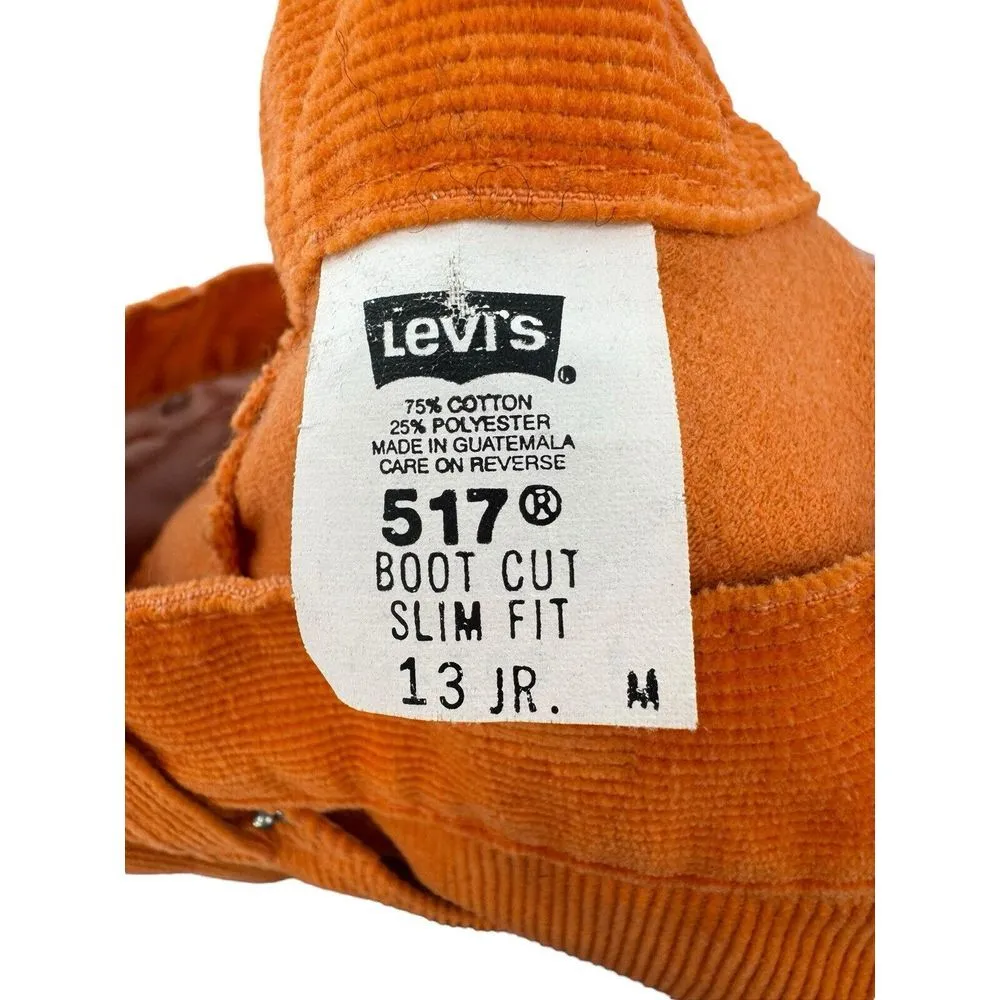 Levi's
75% COTTON
25% POLYESTER
MADE IN GUATEMALA
CARE ON REVERSE
517®
BOOT CUT
SLIM FIT
13 JR. M